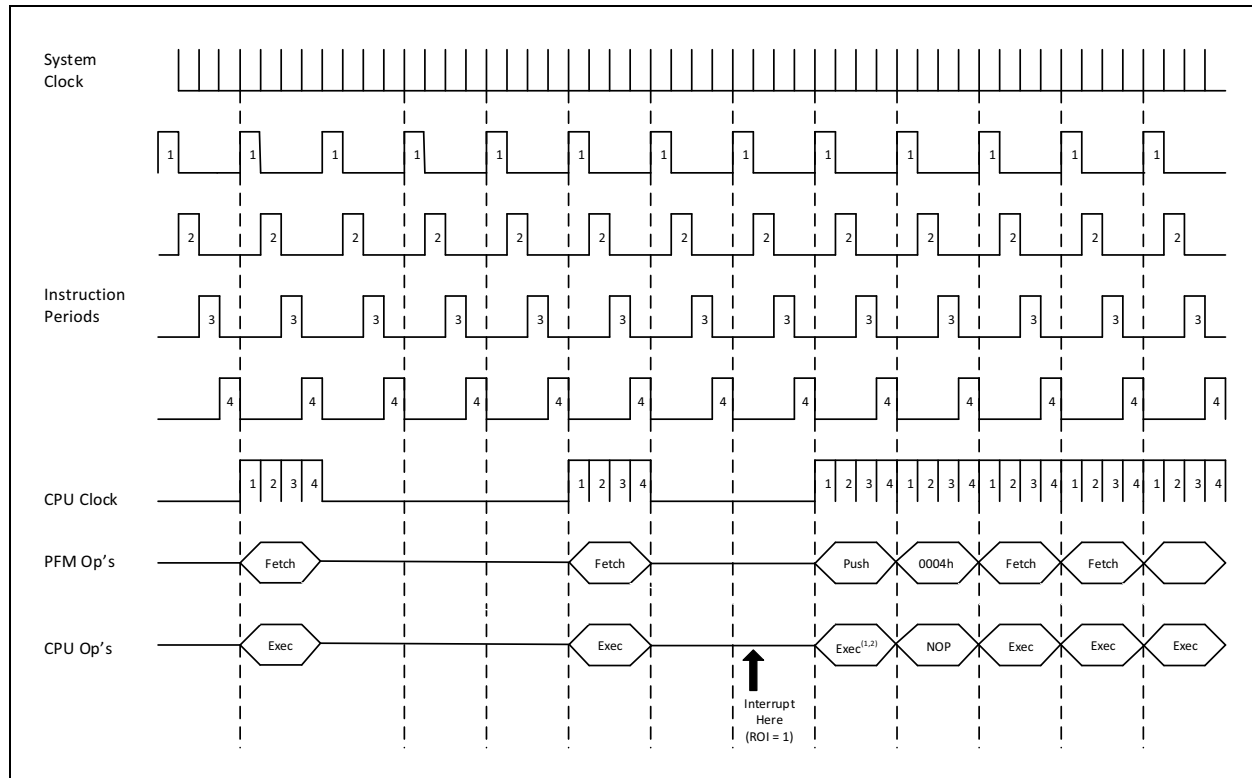 System
Clock
1 1 1 1 1 1 1 1 1 1 1 1 1
2 2 2 2 2 2 2 2 2 2 2 2 2
Instruction
Periods
3 3 3 3 3 3 3 3 3 3 3 3 3
4 4 4 4 4 4 4 4 4 4 4 4 4
CPU Clock 1 2 3 4 1 2 3 4 1 2 3 4 1 2 3 4 1 2 3 4 1 2 3 4 1 2 3 4
PFM Op's Fetch Fetch Push 0004h Fetch Fetch
CPU Op's Exec Exec Exec(1,2) NOP Exec Exec Exec
Interrupt
Here
(ROI = 1)